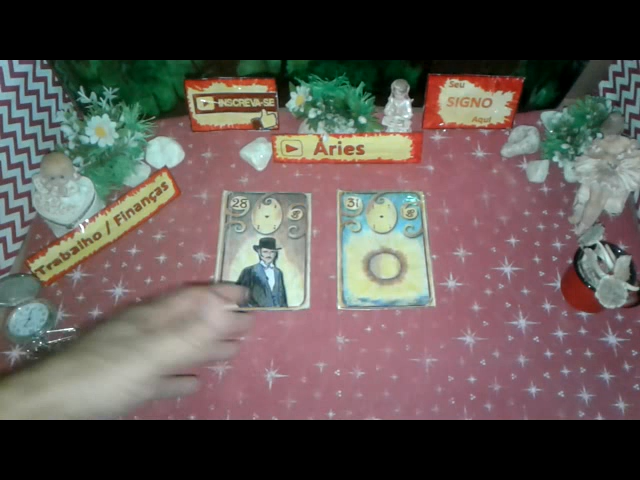 INSCREVA-SE
Seu
SIGNO
Aqui
Áries
Trabalho / Finanças
28
31